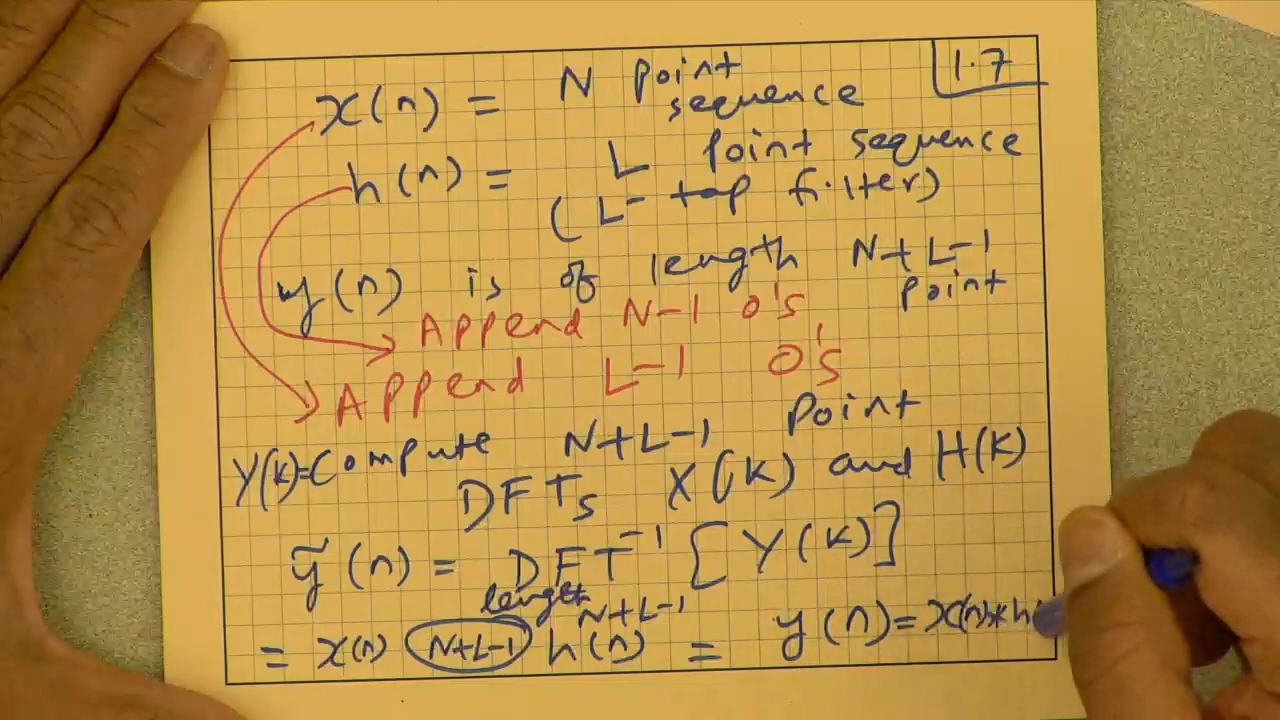 1.7
x(n) = N point
sequence
h(n) = L point sequence
(L-tap filter)
y(n) is of length N+L-1
point
Append N-1 0's
Append L-1 0's
Y(k)=Compute N+L-1 point
DFTs X(k) and H(k)
ỹ(n) = DFT⁻¹ [Y(k)]
length N+L-1
= x(n) (N+L-1) h(n) = y(n)=x(n)*h(